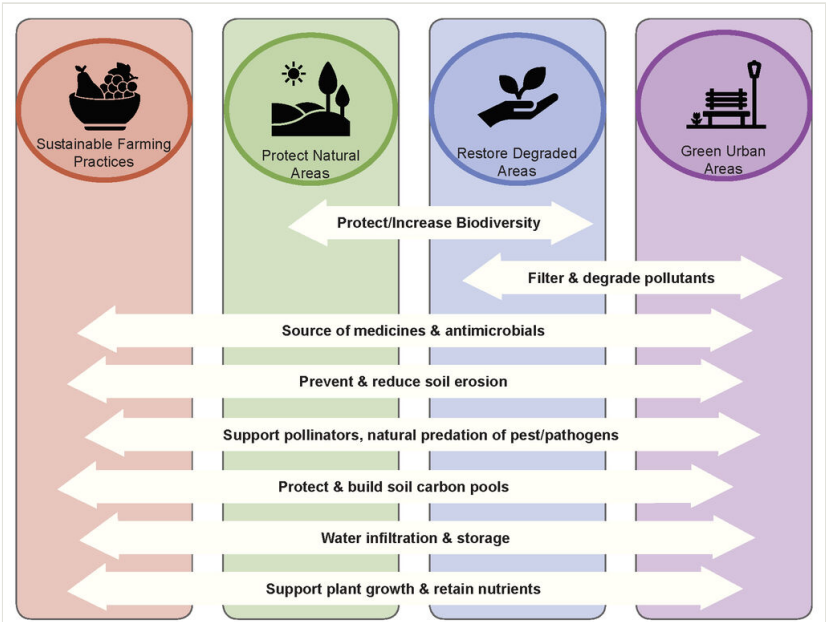 Sustainable Farming
Practices
Protect Natural
Areas
Restore Degraded
Areas
Green Urban
Areas
Protect/Increase Biodiversity
Filter & degrade pollutants
Source of medicines & antimicrobials
Prevent & reduce soil erosion
Support pollinators, natural predation of pest/pathogens
Protect & build soil carbon pools
Water infiltration & storage
Support plant growth & retain nutrients